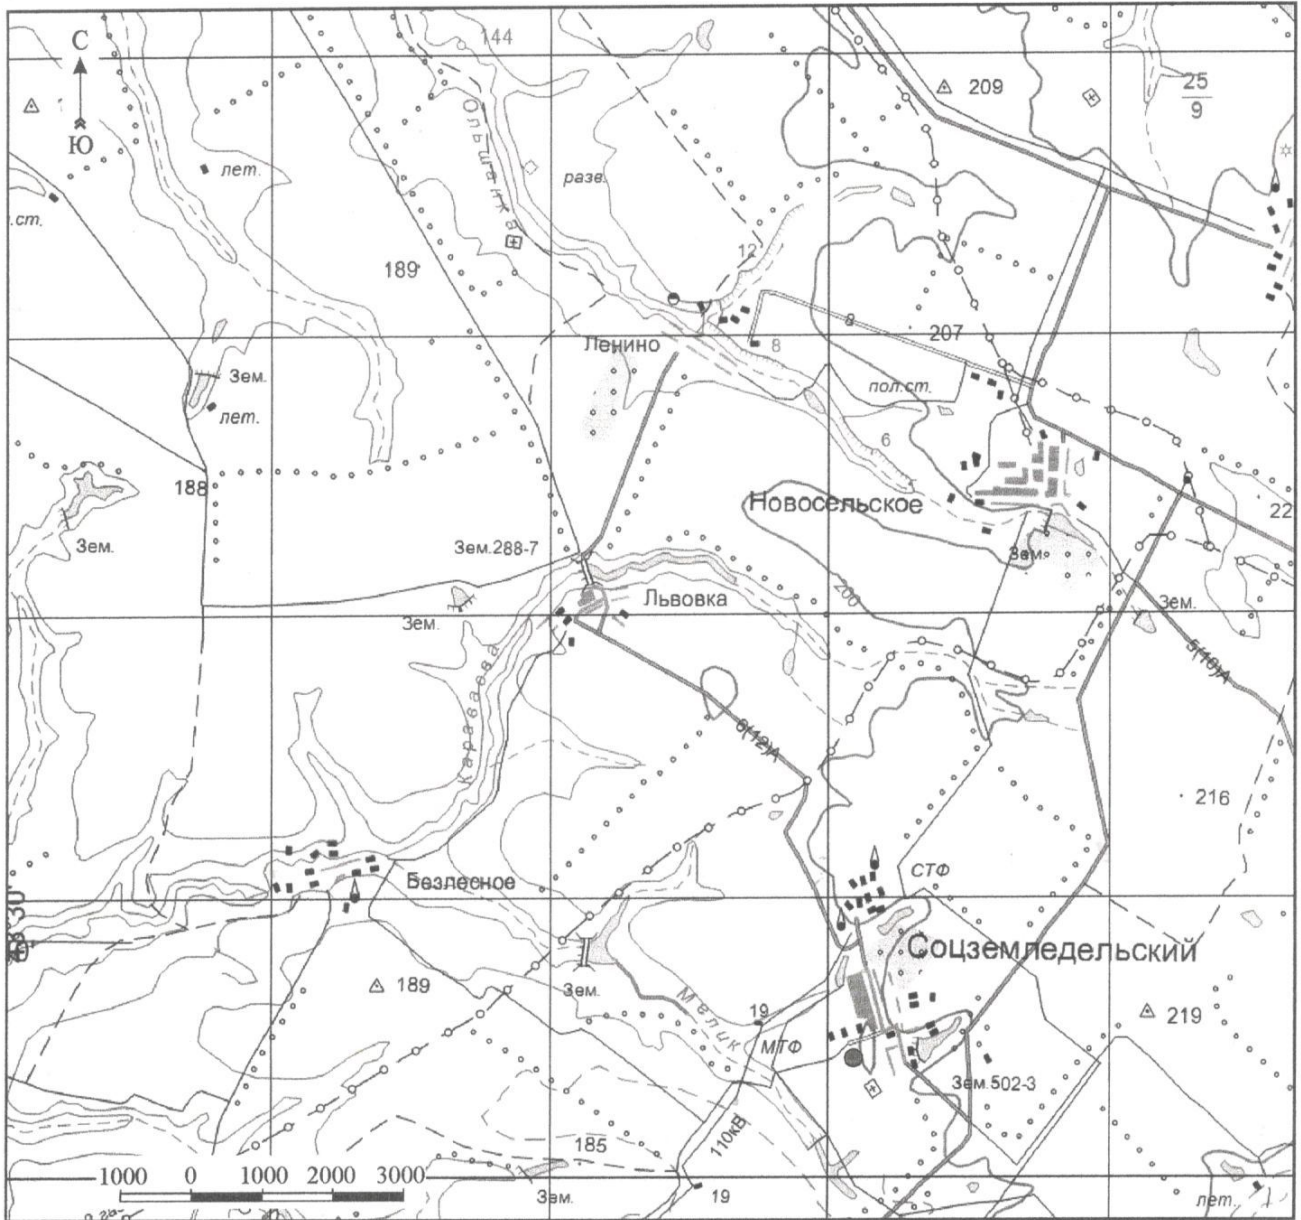 144
С
209
25
9
Ольшанка
Ю
лет.
разв.
.ст.
12
189
207
8
Ленино
8
Зем.
пол.ст.
лет.
6
188
Новосельское
22
Зем.
Зем.288-7
Зем.
200
Львовка
Зем.
Зем.
5(10)А
Караваева
6(12)А
216
СТФ
Безлесное
30'
Соцземледельский
189
Зем.
Мелик
19
219
МТФ
Зем.502-3
110кВ
185
1000 0 1000 2000 3000
Зем.
19
лет.